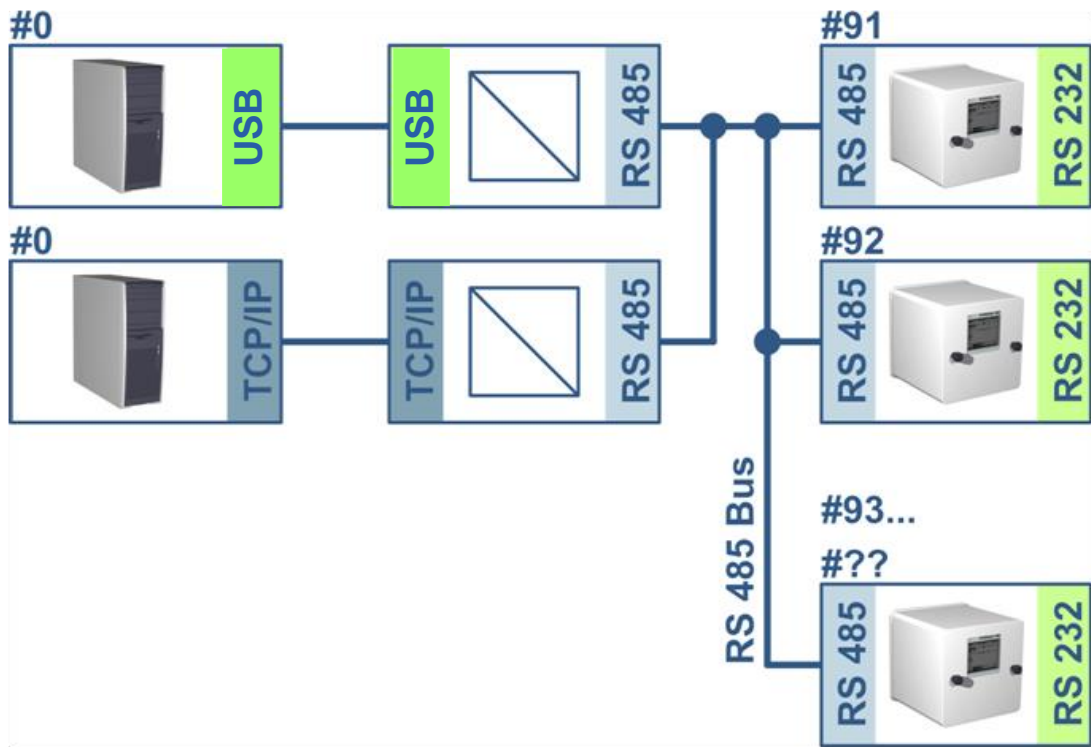 #0
USB
USB
RS 485
#91
RS 485
RS 232
#0
TCP/IP
TCP/IP
RS 485
#92
RS 485
RS 232
RS 485 Bus
#93...
#??
RS 485
RS 232